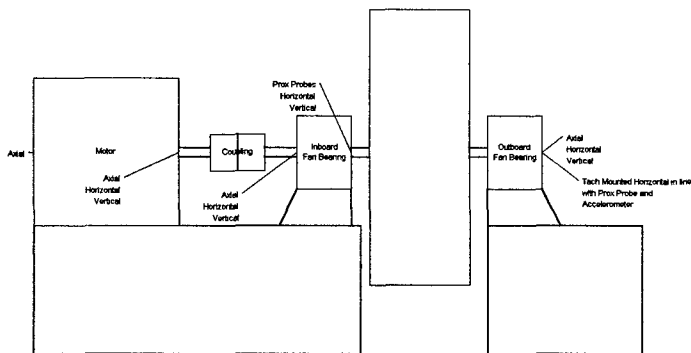 Prox Probes
Horizontal
Vertical
Axial
Motor
Coupling
Inboard
Fan Bearing
Outboard
Fan Bearing
Axial
Horizontal
Vertical
Axial
Horizontal
Vertical
Axial
Horizontal
Vertical
Tach Mounted Horizontal in line
with Prox Probe and
Accelerometer